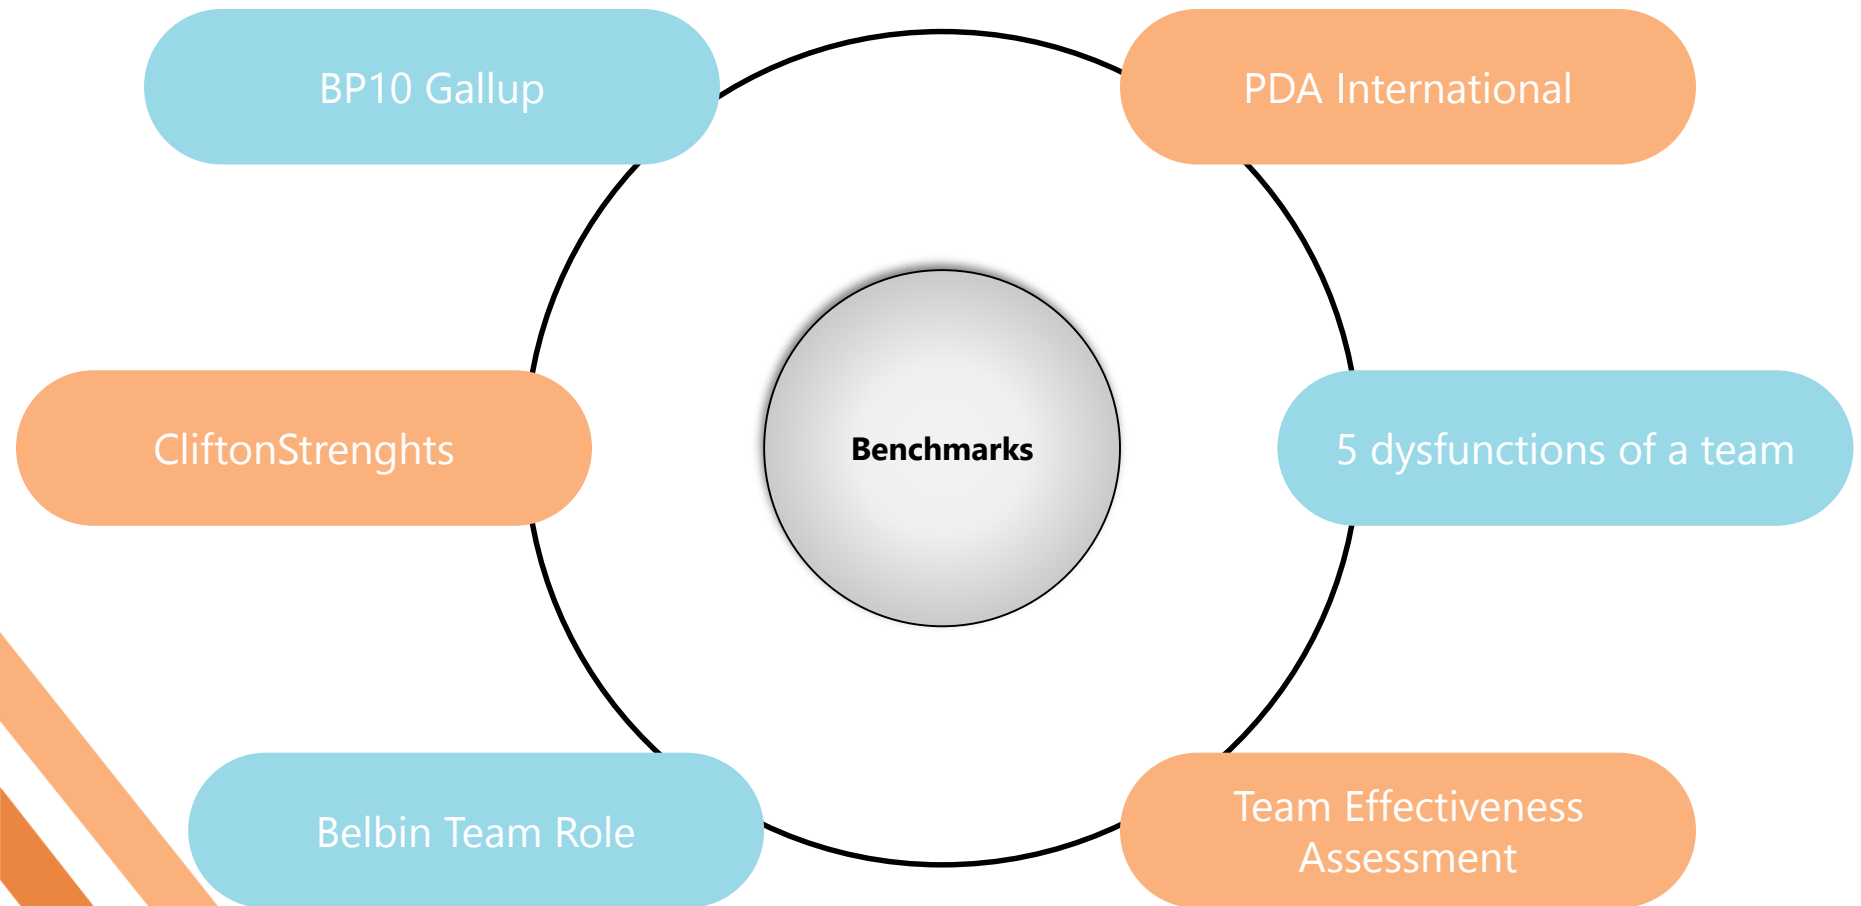 BP10 Gallup
PDA International
CliftonStrenghts
Benchmarks
5 dysfunctions of a team
Belbin Team Role
Team Effectiveness
Assessment